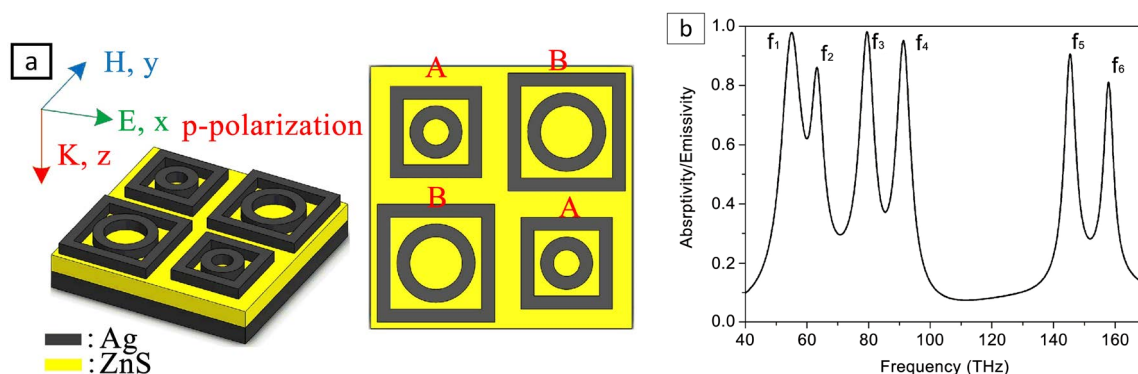 a
H, y
E, x
p-polarization
K, z
: Ag
: ZnS
A
B
B
A
b
Absrptivity/Emissivity
1.0
0.8
0.6
0.4
0.2
0.0
f1
f2
f3
f4
f5
f6
40 60 80 100 120 140 160
Frequency (THz)